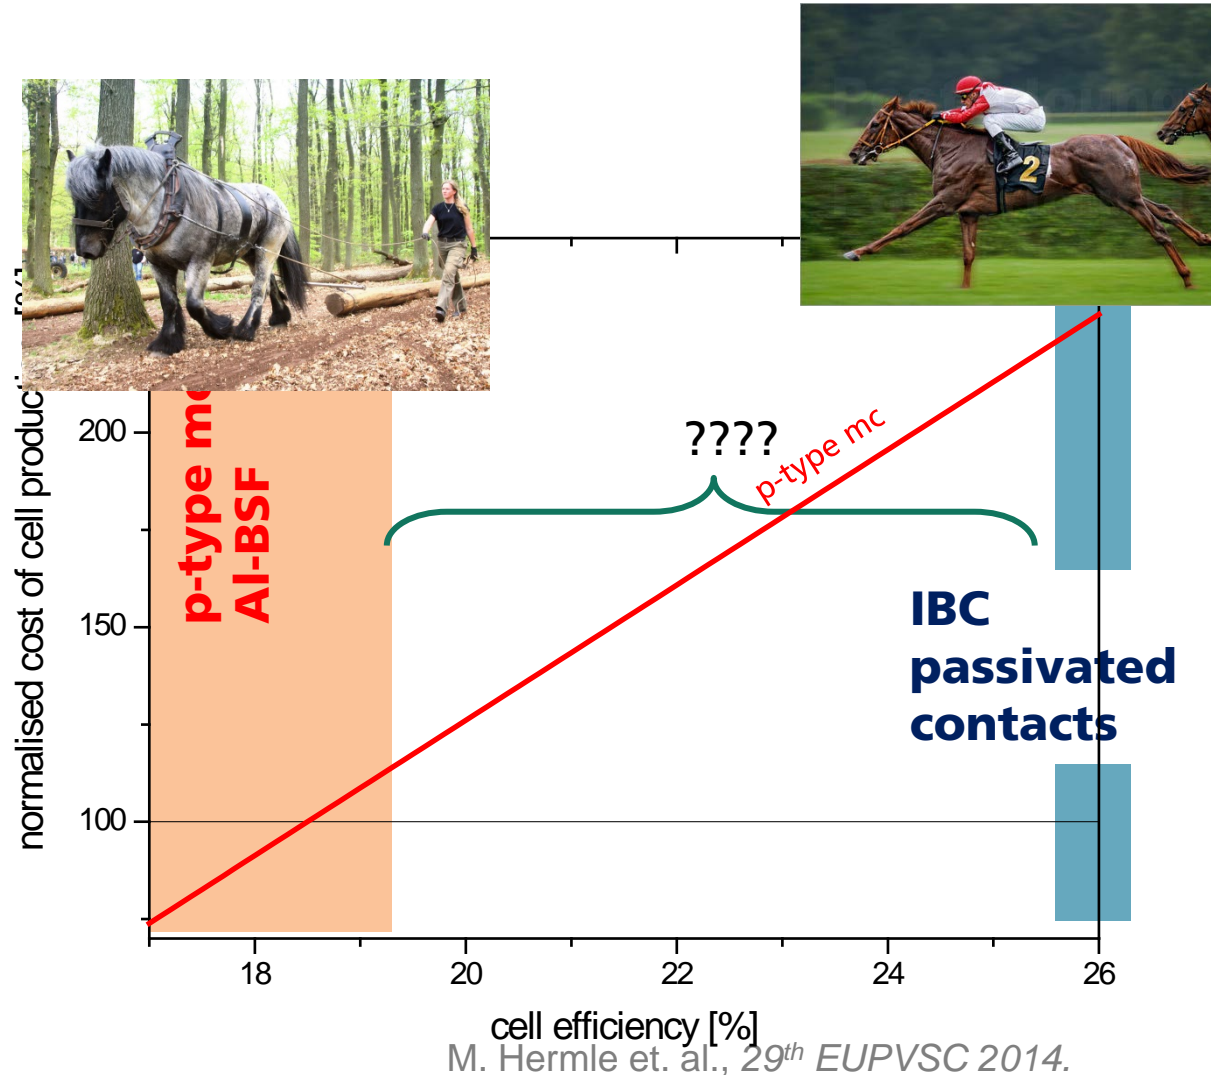 2
normalised cost of cell production [%]
200
150
100
p-type mc
Al-BSF
????
p-type mc
IBC
passivated
contacts
18
20
22
24
26
cell efficiency [%]
M. Hermle et. al., 29th EUPVSC 2014.